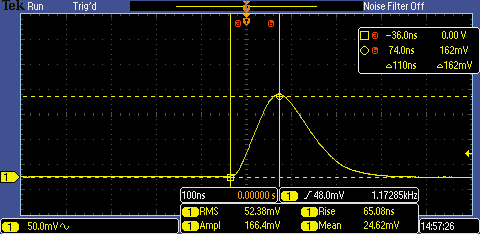 Tek Run Trig'd Noise Filter Off
T
a b
a -36.0ns 0.00 V
b 74.0ns 162mV
△110ns △162mV
1
100ns 0.00000 s 1 48.0mV 1.17285kHz
1 RMS 52.38mV 1 Rise 65.08ns
1 Ampl 166.4mV 1 Mean 24.62mV
1 50.0mV 14:57:26